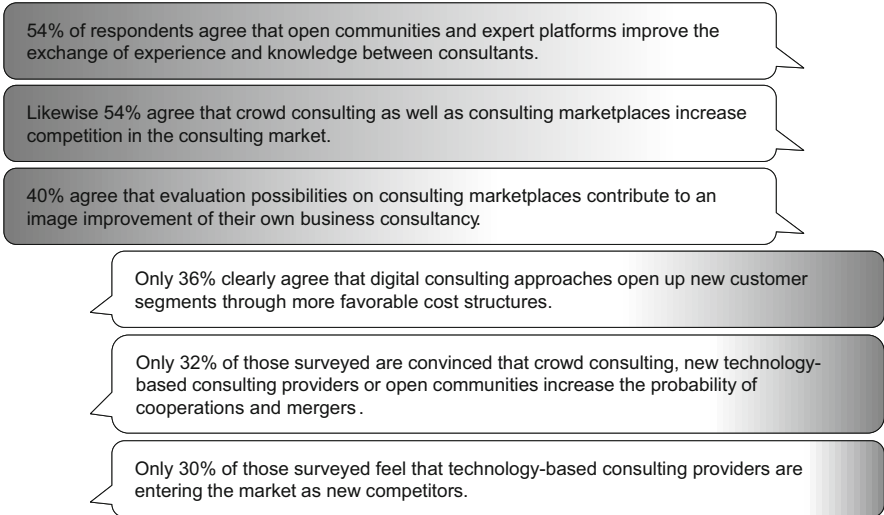 54% of respondents agree that open communities and expert platforms improve the
exchange of experience and knowledge between consultants.
Likewise 54% agree that crowd consulting as well as consulting marketplaces increase
competition in the consulting market.
40% agree that evaluation possibilities on consulting marketplaces contribute to an
image improvement of their own business consultancy.
Only 36% clearly agree that digital consulting approaches open up new customer
segments through more favorable cost structures.
Only 32% of those surveyed are convinced that crowd consulting, new technology-
based consulting providers or open communities increase the probability of
cooperations and mergers.
Only 30% of those surveyed feel that technology-based consulting providers are
entering the market as new competitors.